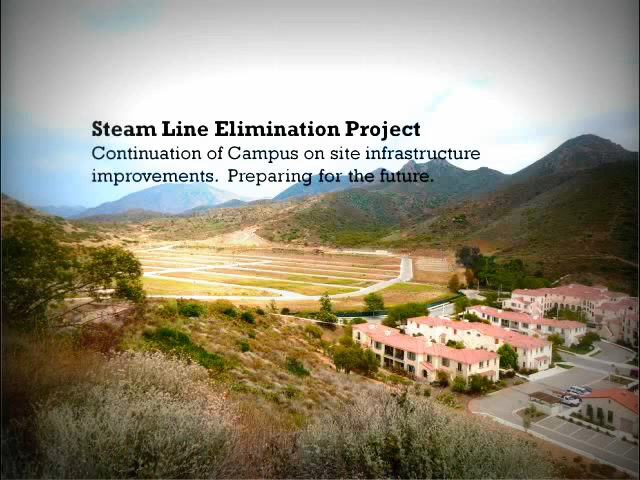 Steam Line Elimination Project
Continuation of Campus on site infrastructure
improvements.  Preparing for the future.